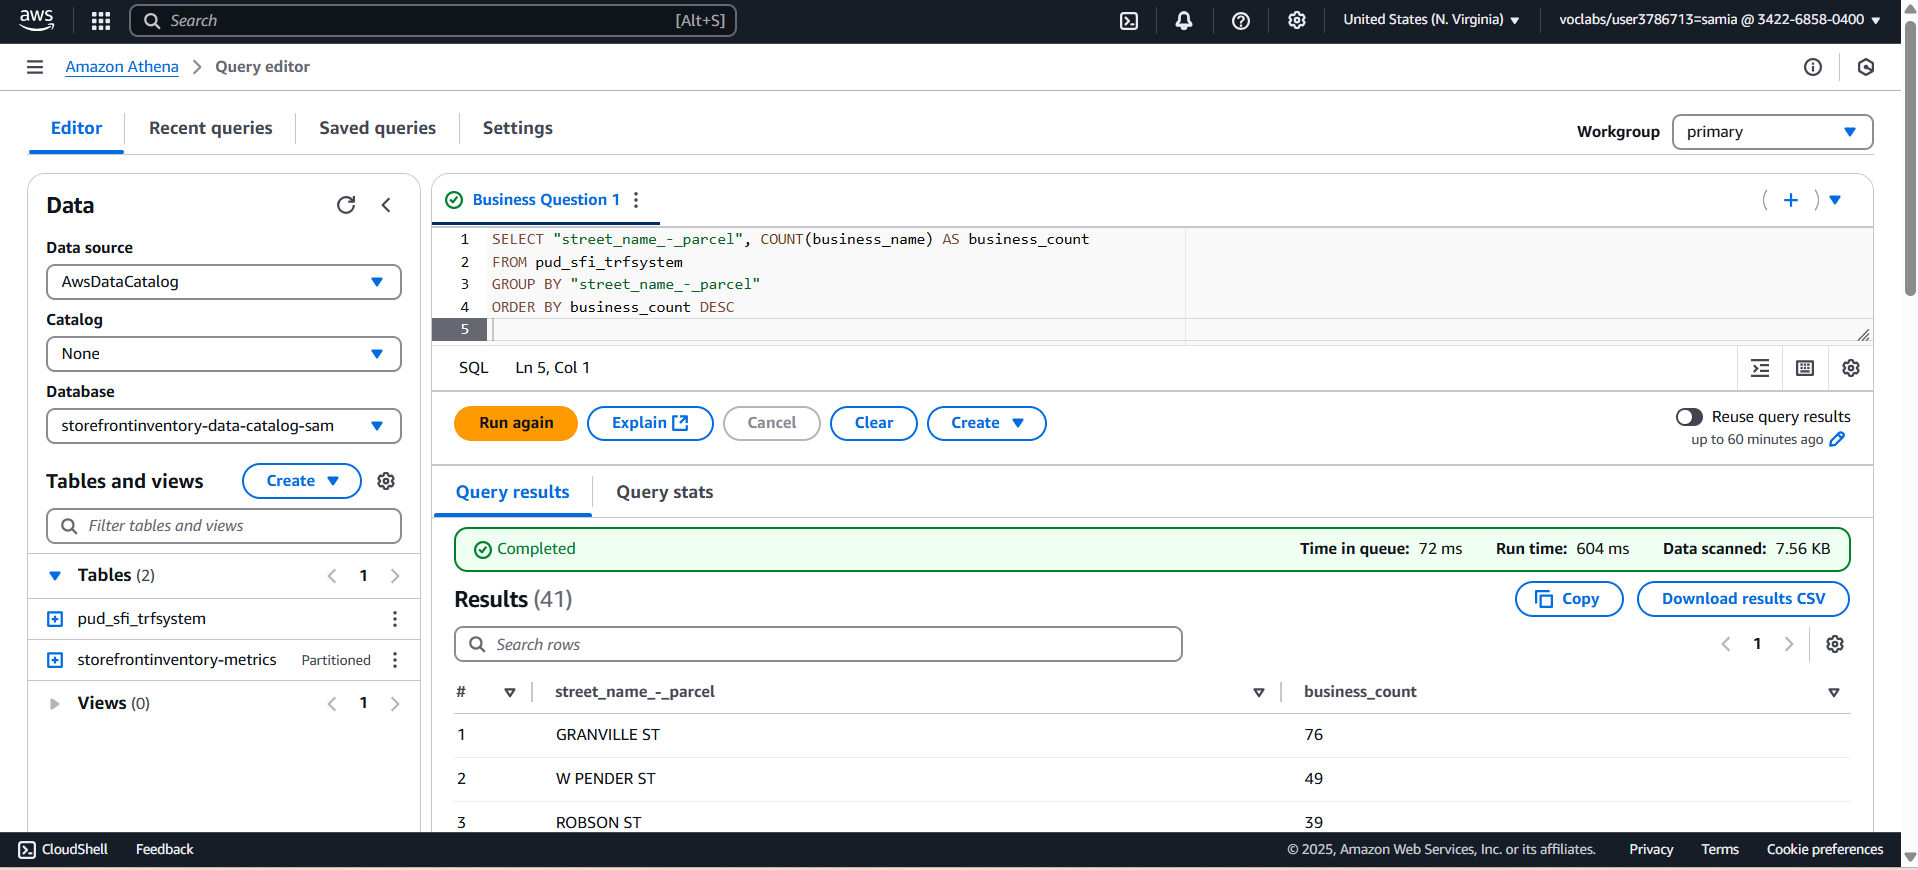 aws
Search [Alt+S]
United States (N. Virginia)
voclabs/user3786713=samia @ 3422-6858-0400
Amazon Athena > Query editor
Editor
Recent queries
Saved queries
Settings
Workgroup
primary
Data
Data source
AwsDataCatalog
Catalog
None
Database
storefrontinventory-data-catalog-sam
Tables and views
Create
Filter tables and views
Tables (2)
1
pud_sfi_trfsystem
storefrontinventory-metrics Partitioned
Views (0)
1
Business Question 1
1 SELECT "street_name_-_parcel", COUNT(business_name) AS business_count
2 FROM pud_sfi_trfsystem
3 GROUP BY "street_name_-_parcel"
4 ORDER BY business_count DESC
5
SQL Ln 5, Col 1
Run again
Explain
Cancel
Clear
Create
Reuse query results
up to 60 minutes ago
Query results
Query stats
Completed
Time in queue: 72 ms Run time: 604 ms Data scanned: 7.56 KB
Results (41)
Copy
Download results CSV
Search rows
1
# street_name_-_parcel business_count
1 GRANVILLE ST 76
2 W PENDER ST 49
3 ROBSON ST 39
CloudShell Feedback
© 2025, Amazon Web Services, Inc. or its affiliates. Privacy Terms Cookie preferences